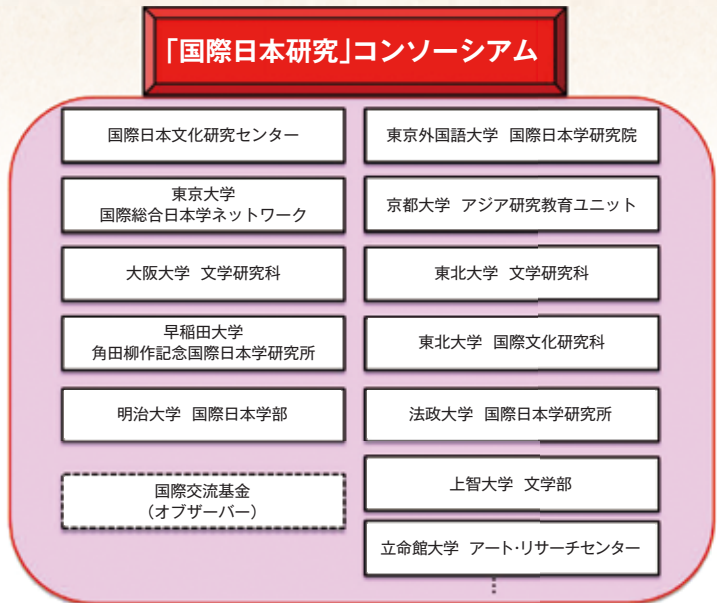 「国際日本研究」コンソーシアム
国際日本文化研究センター
東京外国語大学 国際日本学研究院
東京大学
国際総合日本学ネットワーク
京都大学 アジア研究教育ユニット
大阪大学 文学研究科
東北大学 文学研究科
早稲田大学
角田柳作記念国際日本学研究所
東北大学 国際文化研究科
明治大学 国際日本学部
法政大学 国際日本学研究所
国際交流基金
(オブザーバー)
上智大学 文学部
立命館大学 アート・リサーチセンター